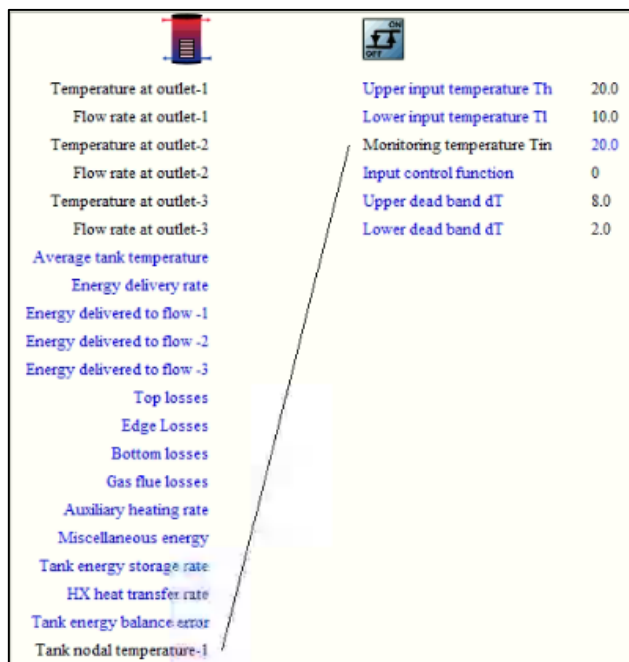 ON
OFF
Temperature at outlet-1
Flow rate at outlet-1
Temperature at outlet-2
Flow rate at outlet-2
Temperature at outlet-3
Flow rate at outlet-3
Average tank temperature
Energy delivery rate
Energy delivered to flow -1
Energy delivered to flow -2
Energy delivered to flow -3
Top losses
Edge Losses
Bottom losses
Gas flue losses
Auxiliary heating rate
Miscellaneous energy
Tank energy storage rate
HX heat transfer rate
Tank energy balance error
Tank nodal temperature-1
Upper input temperature Th 20.0
Lower input temperature Tl 10.0
Monitoring temperature Tin 20.0
Input control function 0
Upper dead band dT 8.0
Lower dead band dT 2.0